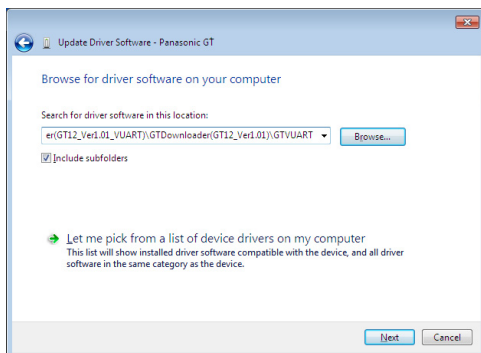 Update Driver Software - Panasonic GT
Browse for driver software on your computer
Search for driver software in this location:
er(GT12_Ver1.01_VUART)\GTDownloader(GT12_Ver1.01)\GTVUART
Browse...
Include subfolders
Let me pick from a list of device drivers on my computer
This list will show installed driver software compatible with the device, and all driver
software in the same category as the device.
Next
Cancel